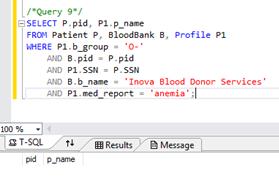 /*Query 9*/
SELECT P.pid, P1.p_name
FROM Patient P, BloodBank B, Profile P1
WHERE P1.b_group = 'O-'
AND B.pid = P.pid
AND P1.SSN = P.SSN
AND B.b_name = 'Inova Blood Donor Services'
AND P1.med_report = 'anemia';
100 %
T-SQL Results Message
pid p_name